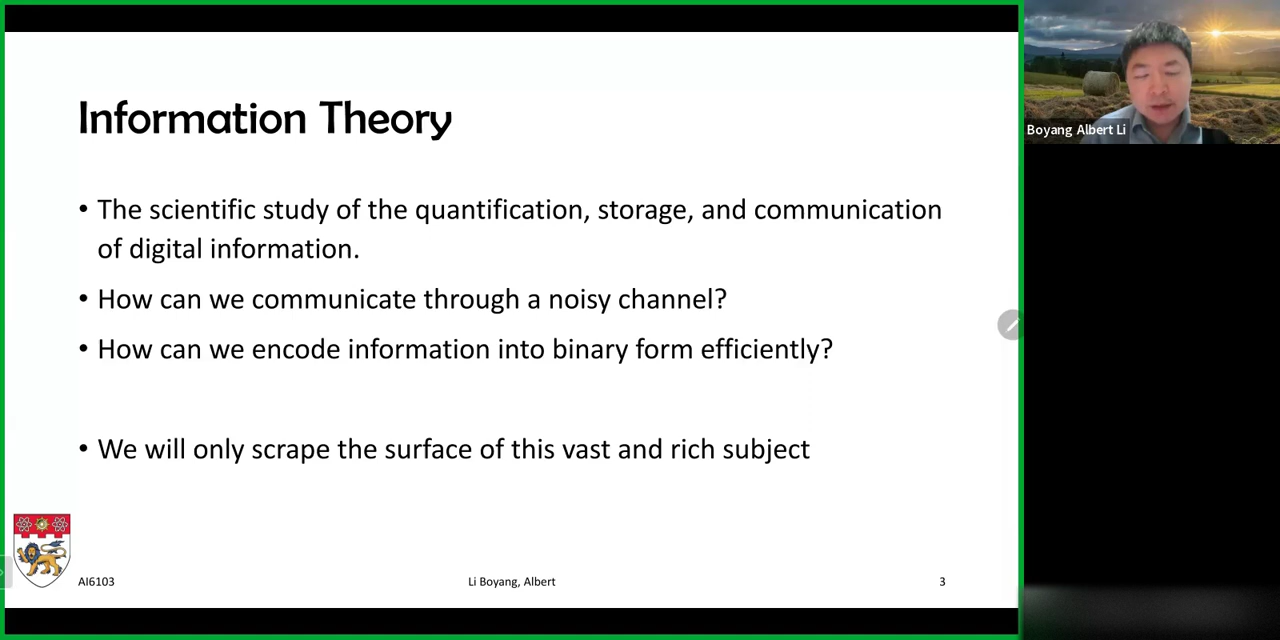 Information Theory
• The scientific study of the quantification, storage, and communication
of digital information.
• How can we communicate through a noisy channel?
• How can we encode information into binary form efficiently?
• We will only scrape the surface of this vast and rich subject
AI6103
Li Boyang, Albert
3
Boyang Albert Li